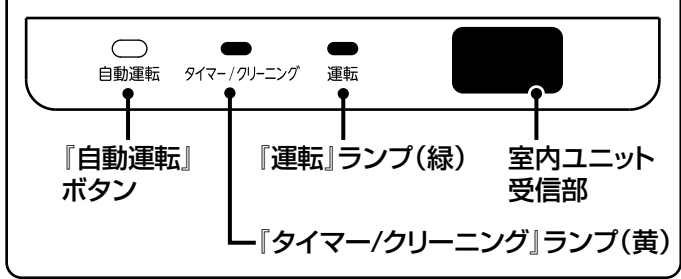 自動運転 タイマー/クリーニング 運転
『自動運転』
ボタン
『運転』ランプ(緑)
室内ユニット
受信部
『タイマー/クリーニング』ランプ(黄)